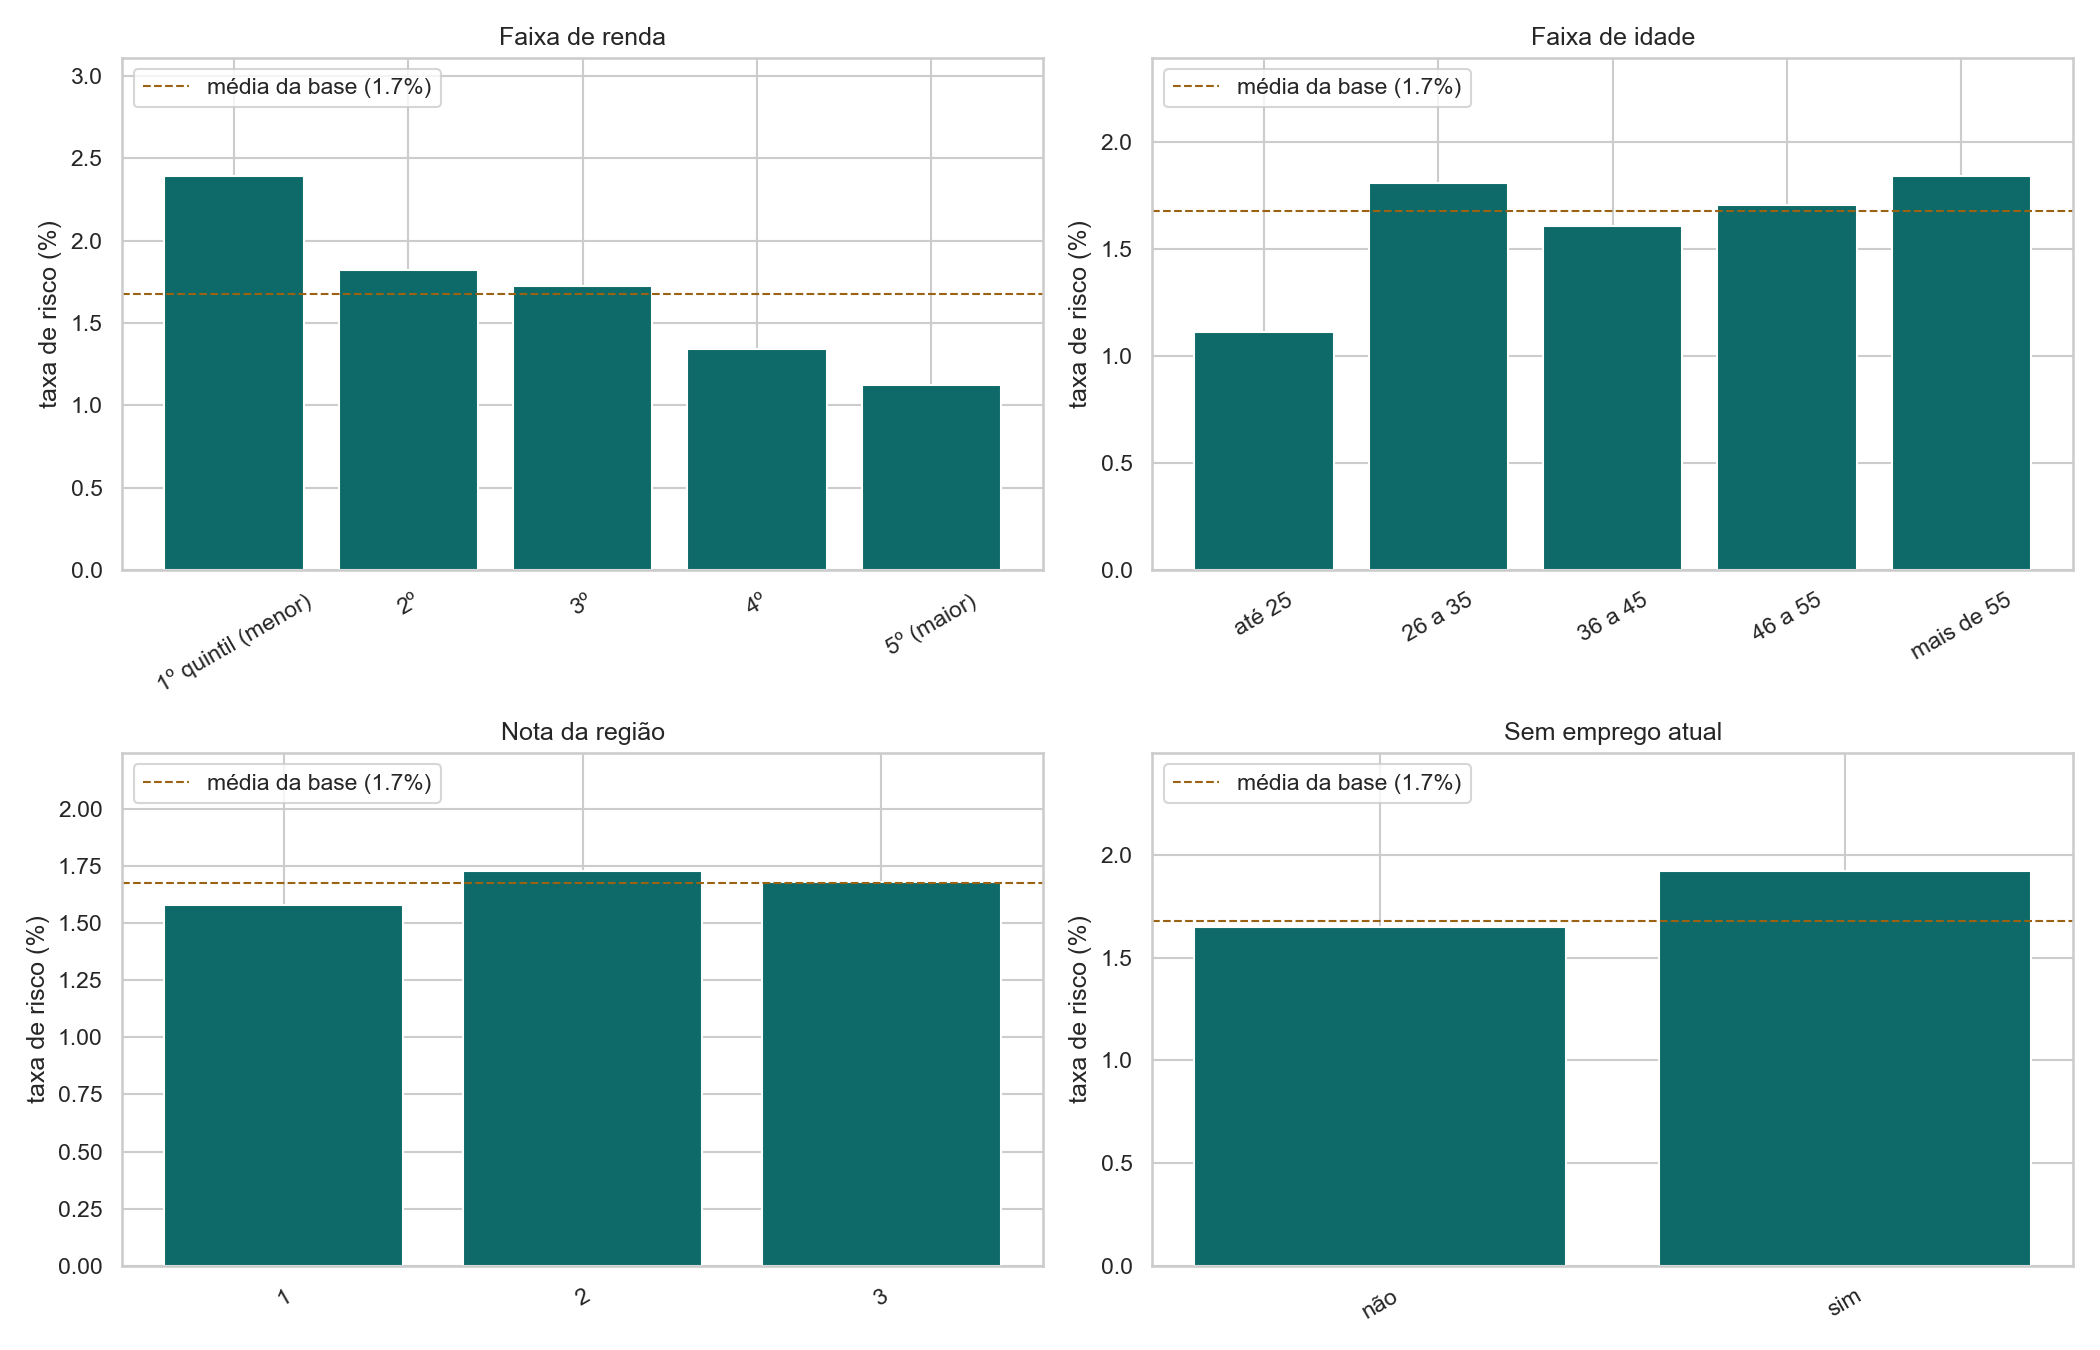 Faixa de renda
média da base (1.7%)
taxa de risco (%)
3.0
2.5
2.0
1.5
1.0
0.5
0.0
1º quintil (menor)
2º
3º
4º
5º (maior)
Faixa de idade
média da base (1.7%)
taxa de risco (%)
2.0
1.5
1.0
0.5
0.0
até 25
26 a 35
36 a 45
46 a 55
mais de 55
Nota da região
média da base (1.7%)
taxa de risco (%)
2.00
1.75
1.50
1.25
1.00
0.75
0.50
0.25
0.00
1
2
3
Sem emprego atual
média da base (1.7%)
taxa de risco (%)
2.0
1.5
1.0
0.5
0.0
não
sim